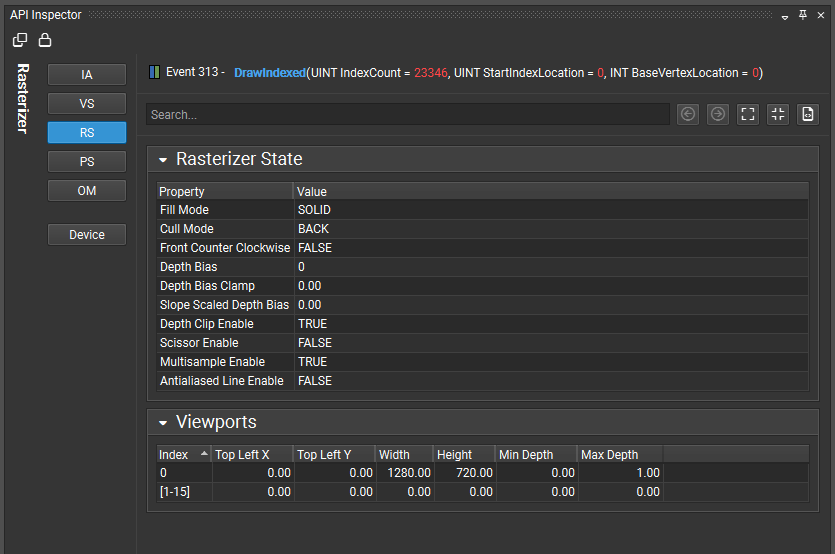 API Inspector
Rasterizer
IA
VS
RS
PS
OM
Device
Event 313 - DrawIndexed(UINT IndexCount = 23346, UINT StartIndexLocation = 0, INT BaseVertexLocation = 0)
Search...
Rasterizer State
Property Value
Fill Mode SOLID
Cull Mode BACK
Front Counter Clockwise FALSE
Depth Bias 0
Depth Bias Clamp 0.00
Slope Scaled Depth Bias 0.00
Depth Clip Enable TRUE
Scissor Enable FALSE
Multisample Enable TRUE
Antialiased Line Enable FALSE
Viewports
Index Top Left X Top Left Y Width Height Min Depth Max Depth
0 0.00 0.00 1280.00 720.00 0.00 1.00
[1-15] 0.00 0.00 0.00 0.00 0.00 0.00